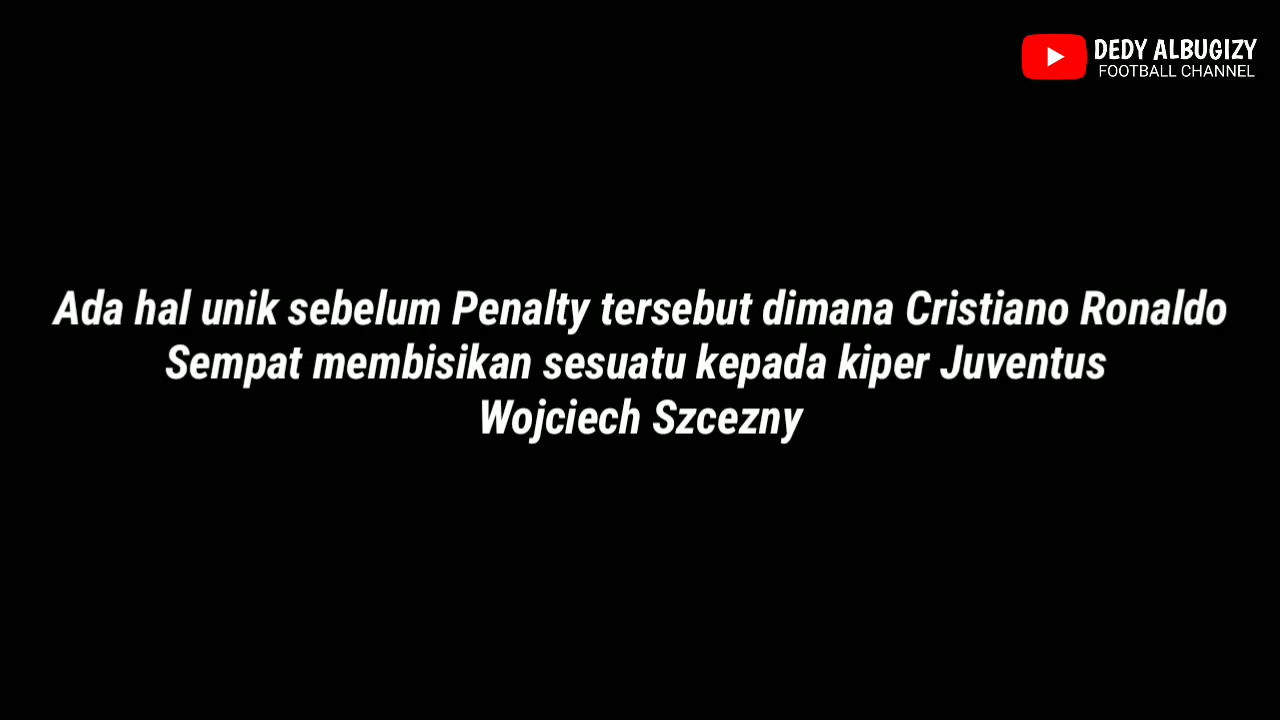 DEDY ALBUGIZY
FOOTBALL CHANNEL
Ada hal unik sebelum Penalty tersebut dimana Cristiano Ronaldo
Sempat membisikan sesuatu kepada kiper Juventus
Wojciech Szcezny